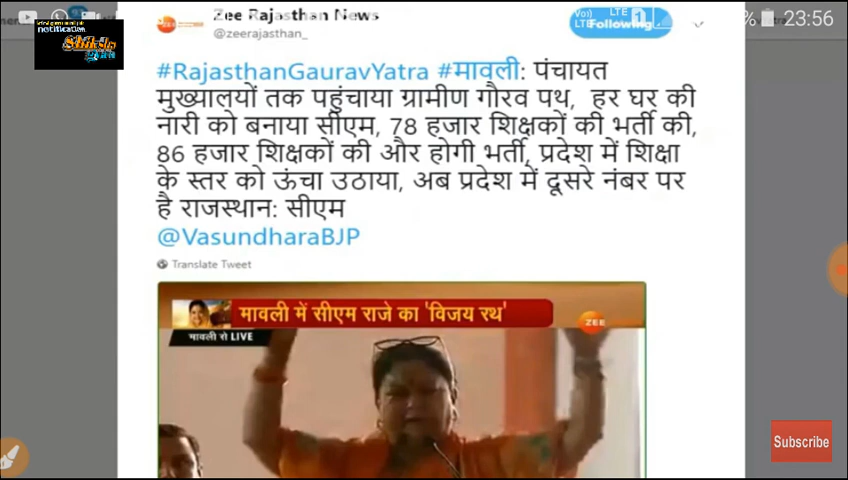 notification
Zee Rajasthan News
@zeerajasthan_
Following
LTE
% 23:56
#RajasthanGauravYatra #मावली: पंचायत
मुख्यालयों तक पहुंचाया ग्रामीण गौरव पथ, हर घर की
नारी को बनाया सीएम, 78 हजार शिक्षकों की भर्ती की,
86 हजार शिक्षकों की और होगी भर्ती, प्रदेश में शिक्षा
के स्तर को ऊंचा उठाया, अब प्रदेश में दूसरे नंबर पर
है राजस्थान: सीएम
@VasundharaBJP
Translate Tweet
मावली में सीएम राजे का 'विजय रथ'
ZEE
मावली से LIVE
Subscribe